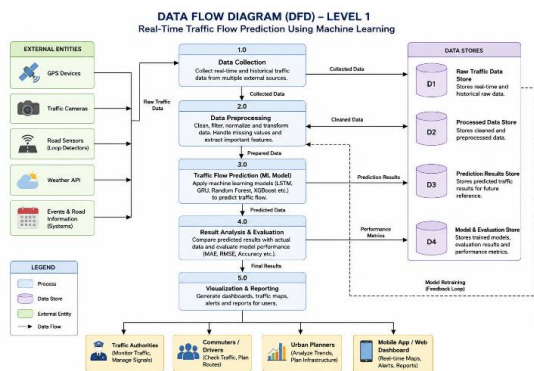 DATA FLOW DIAGRAM (DFD) – LEVEL 1
Real-Time Traffic Flow Prediction Using Machine Learning
EXTERNAL ENTITIES
GPS Devices
Traffic Cameras
Road Sensors
(Loop Detectors)
Weather API
Events & Road
Information
(Systems)
LEGEND
Process
Data Store
External Entity
Data Flow
Raw Traffic
Data
1.0
Data Collection
Collect real-time and historical traffic
data from multiple external sources.
Collected Data
2.0
Data Preprocessing
Clean, filter, normalize and transform
data. Handle missing values and
extract important features.
Prepared Data
3.0
Traffic Flow Prediction (ML Model)
Apply machine learning models (LSTM,
GRU, Random Forest, XGBoost etc.)
to predict traffic flow.
Predicted Data
4.0
Result Analysis & Evaluation
Compare predicted results with actual
data and evaluate model performance
(MAE, RMSE, Accuracy etc.).
Final Results
5.0
Visualization & Reporting
Generate dashboards, traffic maps,
alerts and reports for users.
Collected Data
Cleaned Data
Prediction Results
Performance
Metrics
DATA STORES
D1
Raw Traffic Data
Store
Stores real-time and
historical raw data.
D2
Processed Data Store
Stores cleaned and
preprocessed data.
D3
Prediction Results Store
Stores predicted traffic
results for future
reference.
D4
Model & Evaluation Store
Stores trained models,
evaluation results and
performance metrics.
Model Retraining
(Feedback Loop)
Traffic Authorities
(Monitor Traffic,
Manage Signals)
Commuters /
Drivers
(Check Traffic, Plan
Routes)
Urban Planners
(Analyze Trends,
Plan Infrastructure)
Mobile App / Web
Dashboard
(Real-time Maps,
Alerts, Reports)